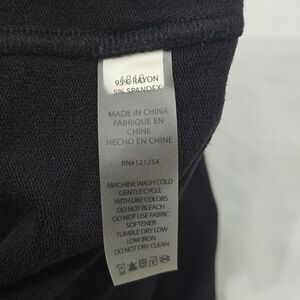 95% RAYON
5% SPANDEX
MADE IN CHINA
FABRIQUE EN
CHINE
HECHO EN CHINE
RN#121254
MACHINE WASH COLD
GENTLE CYCLE
WITH LIKE COLORS
DO NOT BLEACH
DO NOT USE FABRIC
SOFTENER
TUMBLE DRY LOW
LOW IRON
DO NOT DRY CLEAN